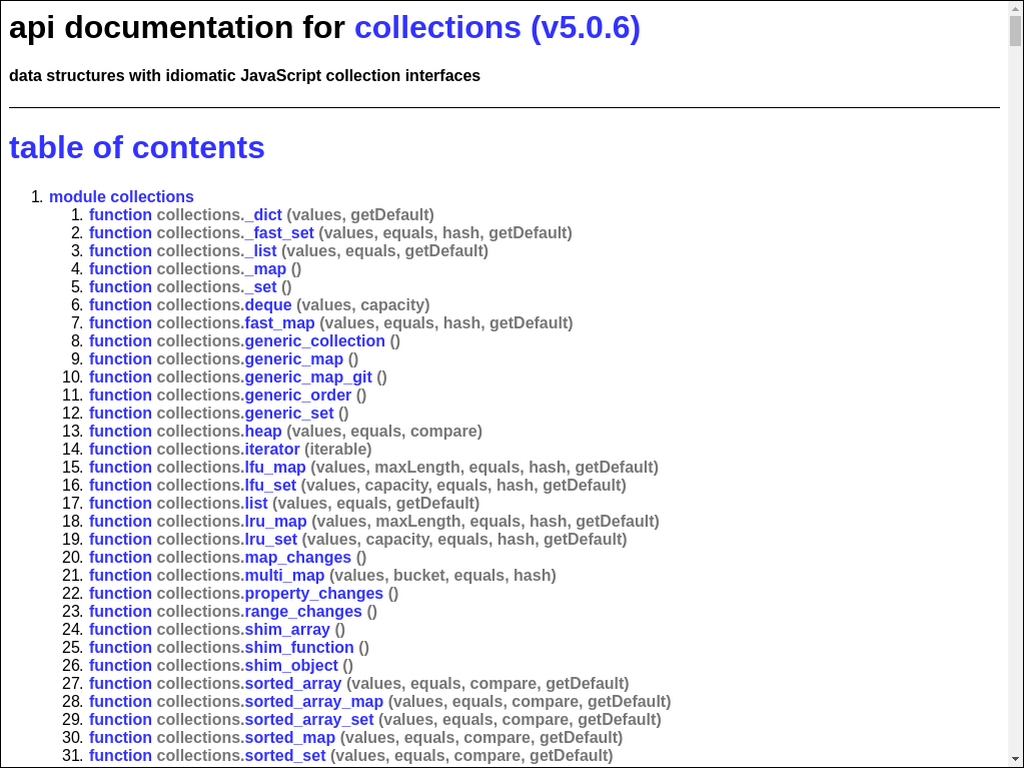 api documentation for collections (v5.0.6)
data structures with idiomatic JavaScript collection interfaces
table of contents
1. module collections
1. function collections._dict (values, getDefault)
2. function collections._fast_set (values, equals, hash, getDefault)
3. function collections._list (values, equals, getDefault)
4. function collections._map ()
5. function collections._set ()
6. function collections.deque (values, capacity)
7. function collections.fast_map (values, equals, hash, getDefault)
8. function collections.generic_collection ()
9. function collections.generic_map ()
10. function collections.generic_map_git ()
11. function collections.generic_order ()
12. function collections.generic_set ()
13. function collections.heap (values, equals, compare)
14. function collections.iterator (iterable)
15. function collections.lfu_map (values, maxLength, equals, hash, getDefault)
16. function collections.lfu_set (values, capacity, equals, hash, getDefault)
17. function collections.list (values, equals, getDefault)
18. function collections.lru_map (values, maxLength, equals, hash, getDefault)
19. function collections.lru_set (values, capacity, equals, hash, getDefault)
20. function collections.map_changes ()
21. function collections.multi_map (values, bucket, equals, hash)
22. function collections.property_changes ()
23. function collections.range_changes ()
24. function collections.shim_array ()
25. function collections.shim_function ()
26. function collections.shim_object ()
27. function collections.sorted_array (values, equals, compare, getDefault)
28. function collections.sorted_array_map (values, equals, compare, getDefault)
29. function collections.sorted_array_set (values, equals, compare, getDefault)
30. function collections.sorted_map (values, equals, compare, getDefault)
31. function collections.sorted_set (values, equals, compare, getDefault)